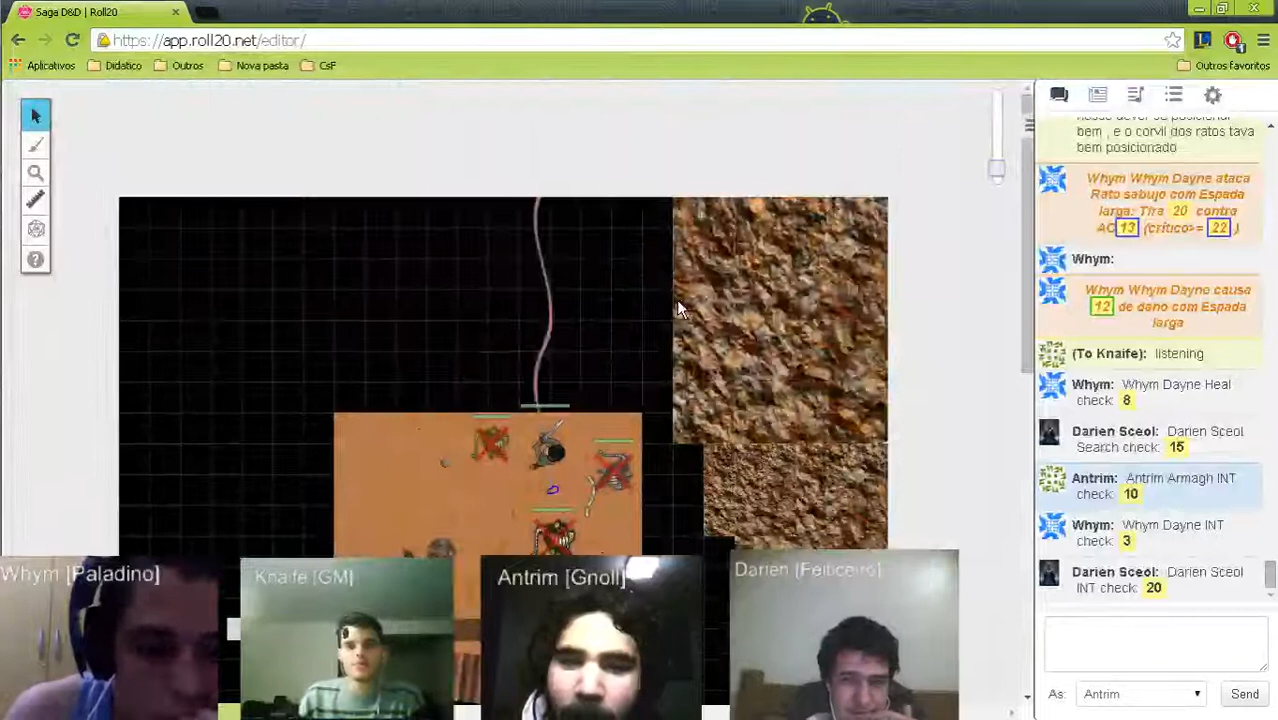 Saga D&D | Roll20
https://app.roll20.net/editor/
Aplicativos
Didatico
Outros
Nova pasta
CsF
Outros favoritos
bem , e o corvil dos ratos tava
bem posicionado
Whym Whym Dayne ataca
Rato sabujo com Espada
larga: Tira 20 contra
AC 13 (crítico>= 22 )
Whym:
Whym Whym Dayne causa
12 de dano com Espada
larga
(To Knaife): listening
Whym: Whym Dayne Heal
check: 8
Darien Sceol: Darien Sceol
Search check: 15
Antrim: Antrim Armagh INT
check: 10
Whym: Whym Dayne INT
check: 3
Darien Sceol: Darien Sceol
INT check: 20
As: Antrim
Send
Whym [Paladino]
Knaife [GM]
Antrim [Gnoll]
Darien [Feiticeiro]